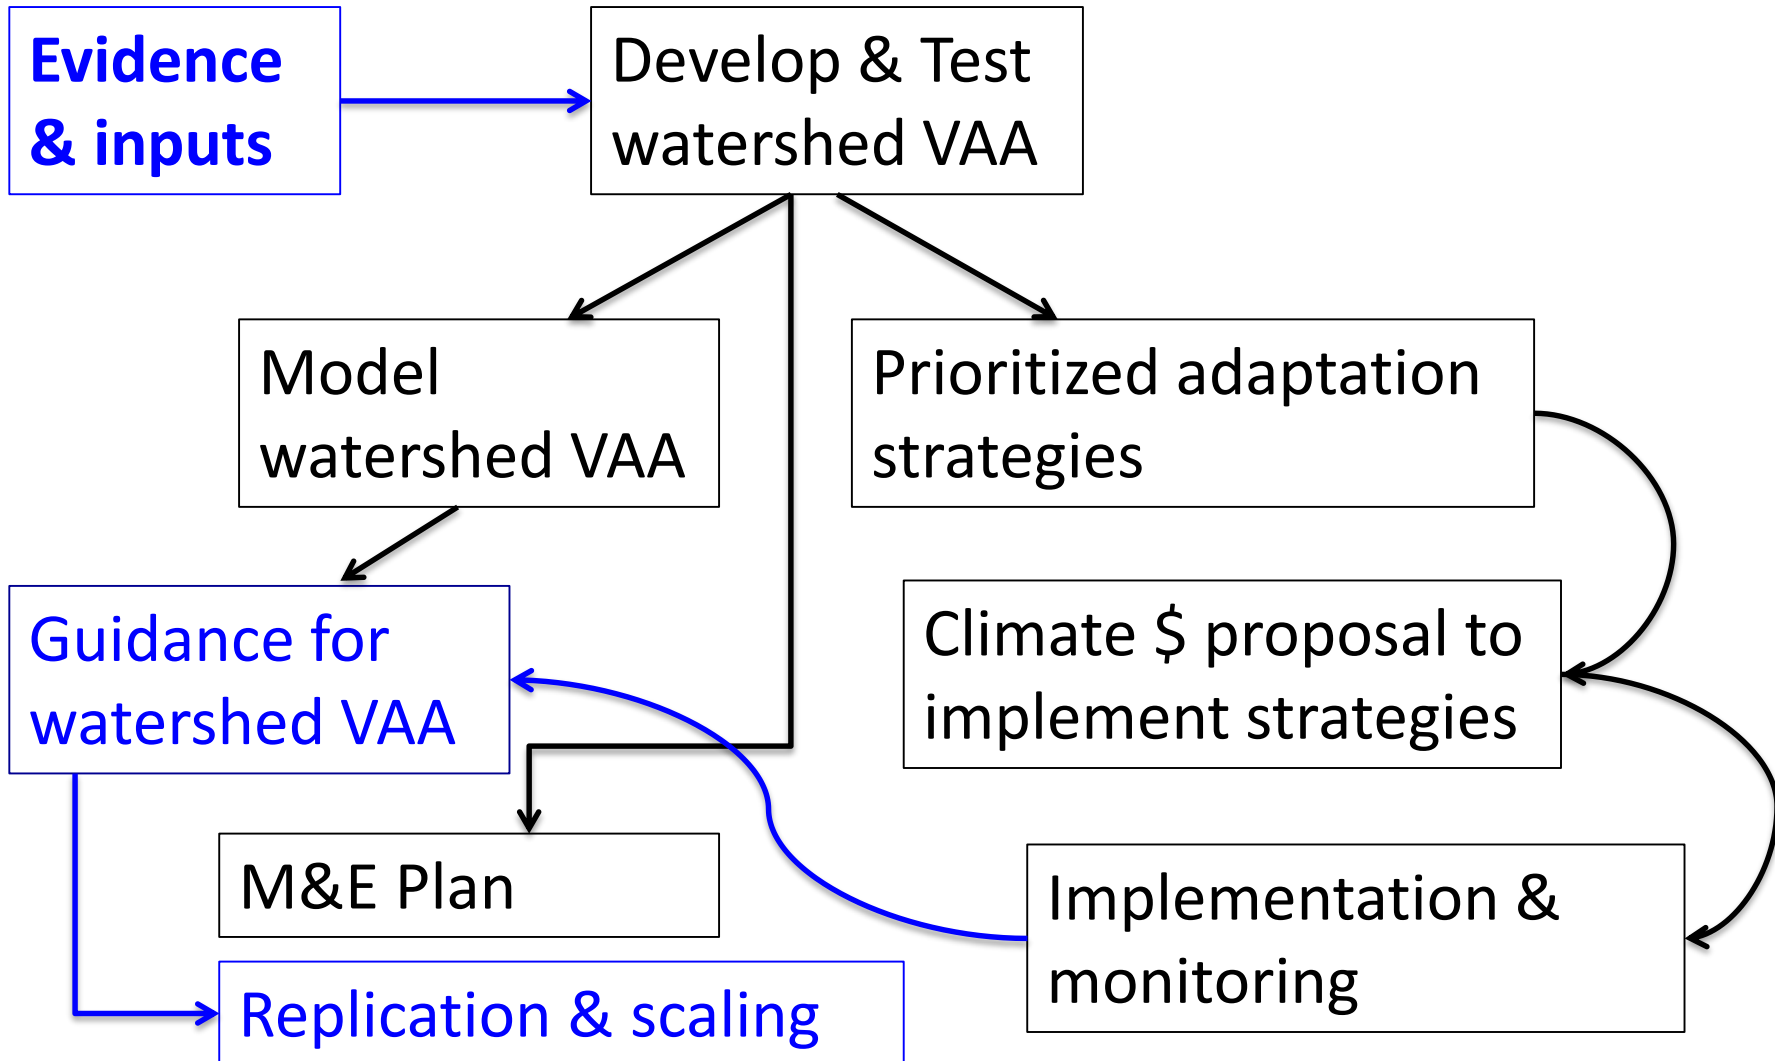 Evidence
& inputs
Develop & Test
watershed VAA
Model
watershed VAA
Prioritized adaptation
strategies
Guidance for
watershed VAA
Climate $ proposal to
implement strategies
M&E Plan
Implementation &
monitoring
Replication & scaling